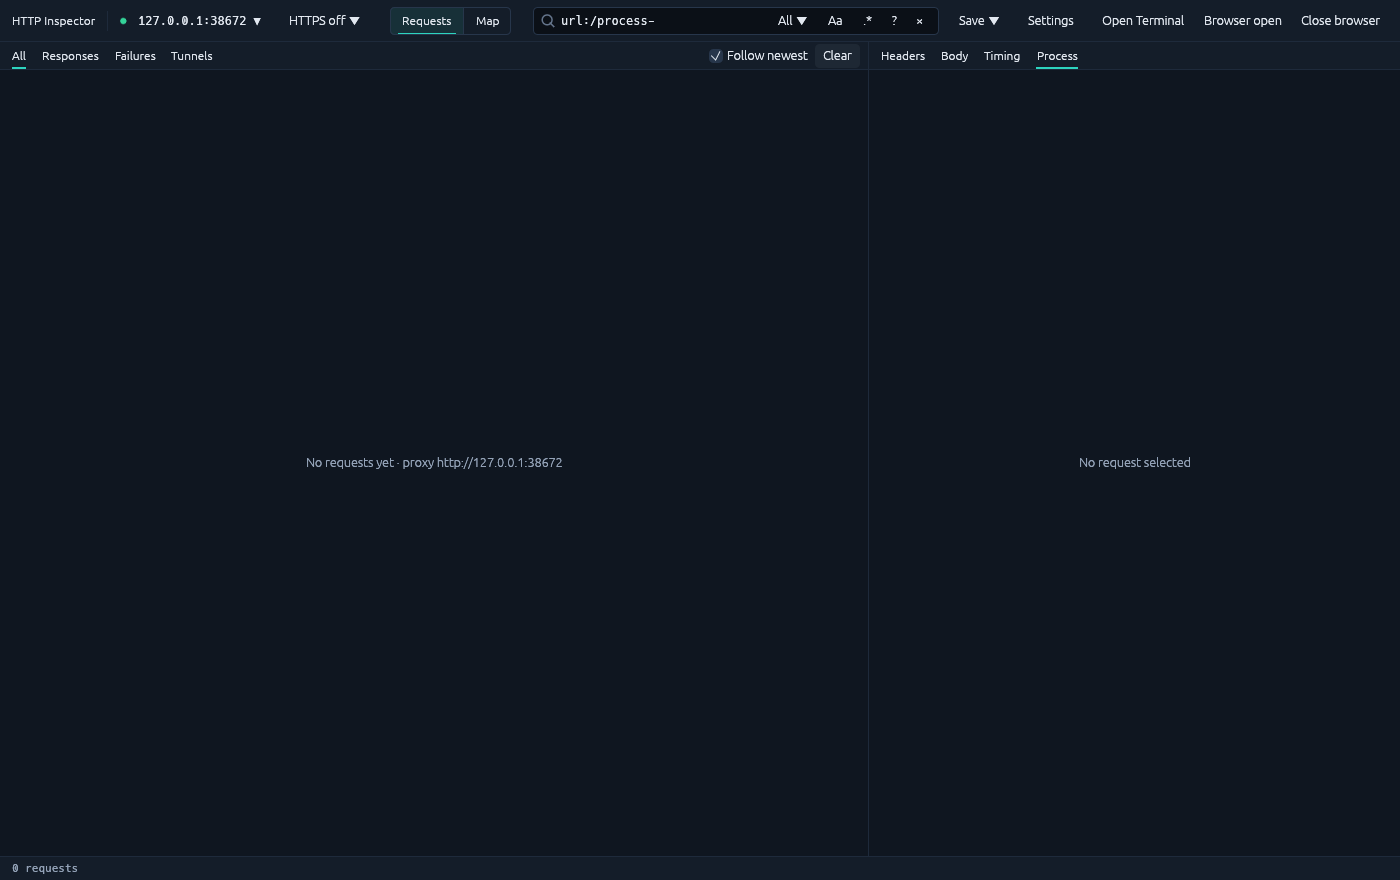 HTTP Inspector 127.0.0.1:38672 ▼ HTTPS off ▼ Requests Map url:/process- All ▼ Aa .* ? × Save ▼ Settings Open Terminal Browser open Close browser
All Responses Failures Tunnels Follow newest Clear Headers Body Timing Process
No requests yet · proxy http://127.0.0.1:38672 No request selected
0 requests